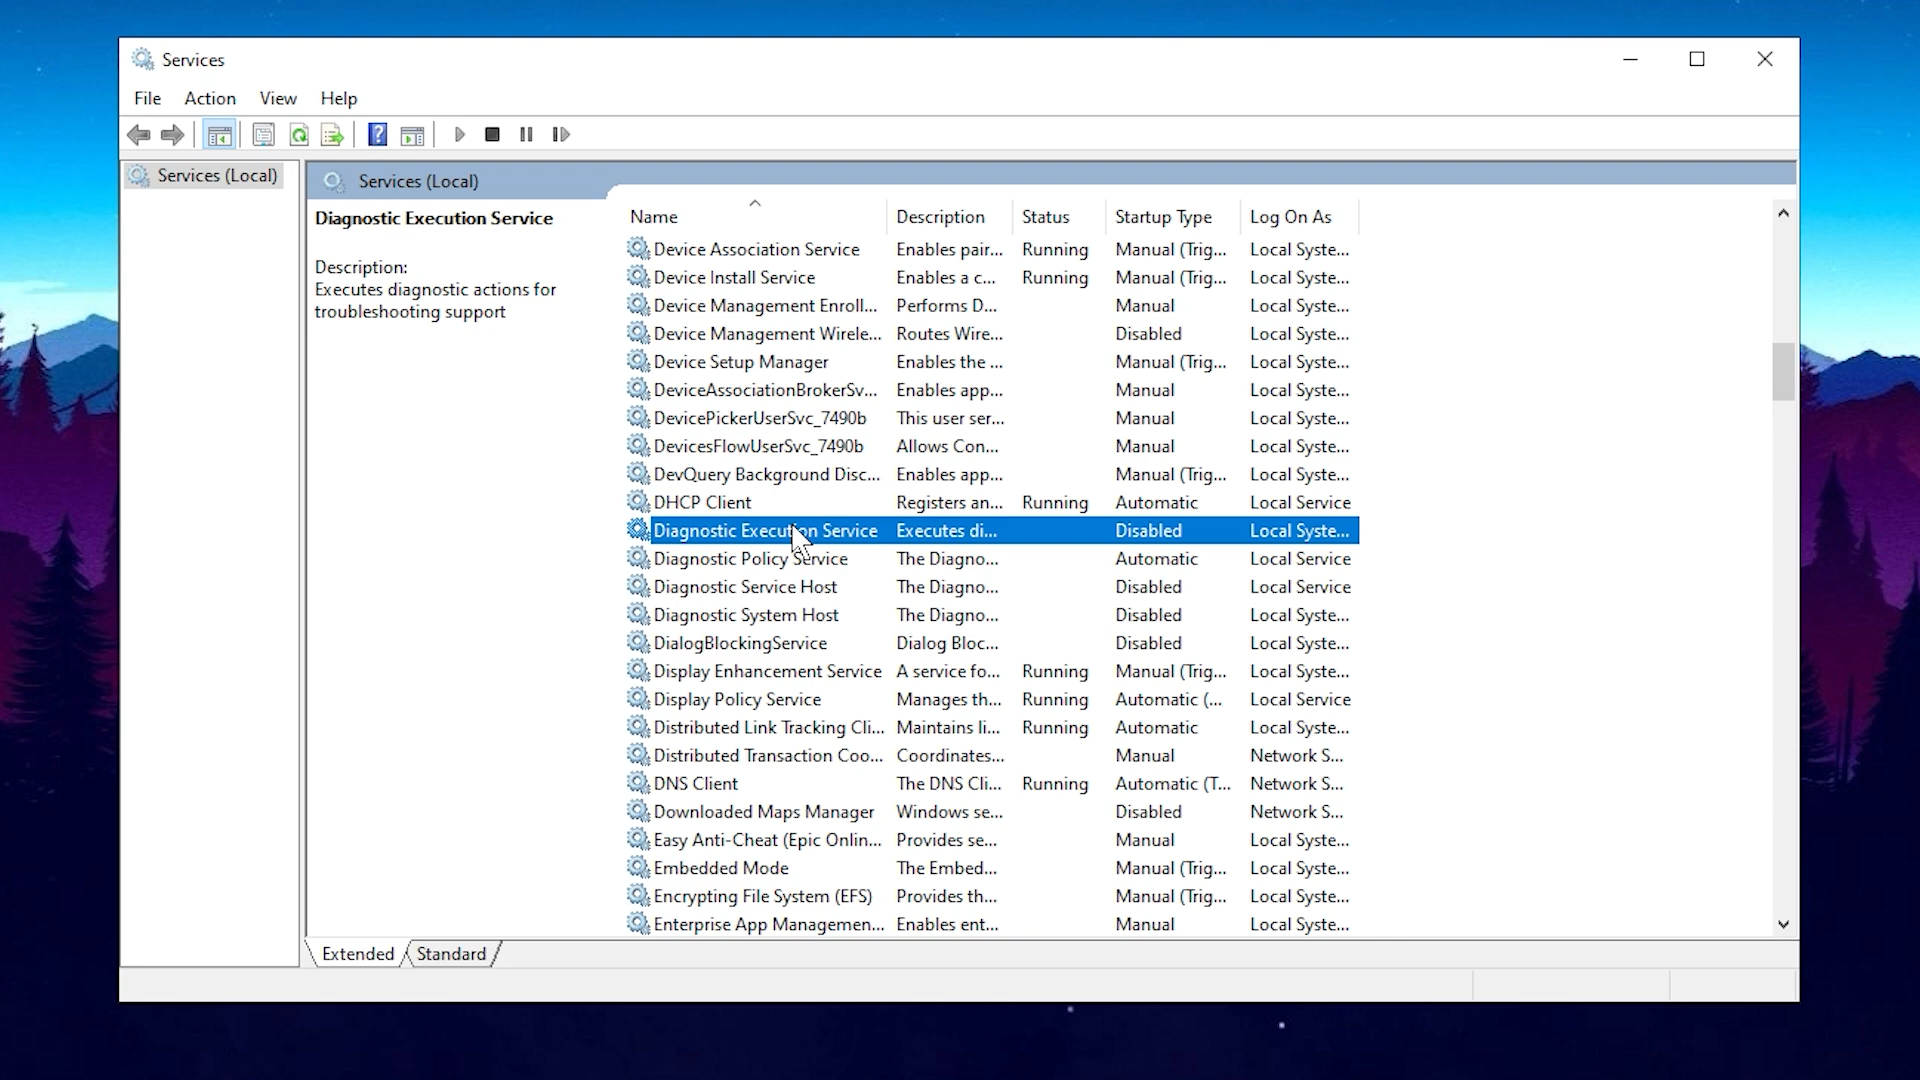 Services
File Action View Help
Services (Local)
Services (Local)
Diagnostic Execution Service
Description:
Executes diagnostic actions for
troubleshooting support
Name Description Status Startup Type Log On As
Device Association Service Enables pair... Running Manual (Trig... Local Syste...
Device Install Service Enables a c... Running Manual (Trig... Local Syste...
Device Management Enroll... Performs D... Manual Local Syste...
Device Management Wirele... Routes Wire... Disabled Local Syste...
Device Setup Manager Enables the ... Manual (Trig... Local Syste...
DeviceAssociationBrokerSv... Enables app... Manual Local Syste...
DevicePickerUserSvc_7490b This user ser... Manual Local Syste...
DevicesFlowUserSvc_7490b Allows Con... Manual Local Syste...
DevQuery Background Disc... Enables app... Manual (Trig... Local Syste...
DHCP Client Registers an... Running Automatic Local Service
Diagnostic Execution Service Executes di... Disabled Local Syste...
Diagnostic Policy Service The Diagno... Automatic Local Service
Diagnostic Service Host The Diagno... Disabled Local Service
Diagnostic System Host The Diagno... Disabled Local Syste...
DialogBlockingService Dialog Bloc... Disabled Local Syste...
Display Enhancement Service A service fo... Running Manual (Trig... Local Syste...
Display Policy Service Manages th... Running Automatic (... Local Service
Distributed Link Tracking Cli... Maintains li... Running Automatic Local Syste...
Distributed Transaction Coo... Coordinates... Manual Network S...
DNS Client The DNS Cli... Running Automatic (T... Network S...
Downloaded Maps Manager Windows se... Disabled Network S...
Easy Anti-Cheat (Epic Onlin... Provides se... Manual Local Syste...
Embedded Mode The Embed... Manual (Trig... Local Syste...
Encrypting File System (EFS) Provides th... Manual (Trig... Local Syste...
Enterprise App Managemen... Enables ent... Manual Local Syste...
Extended Standard